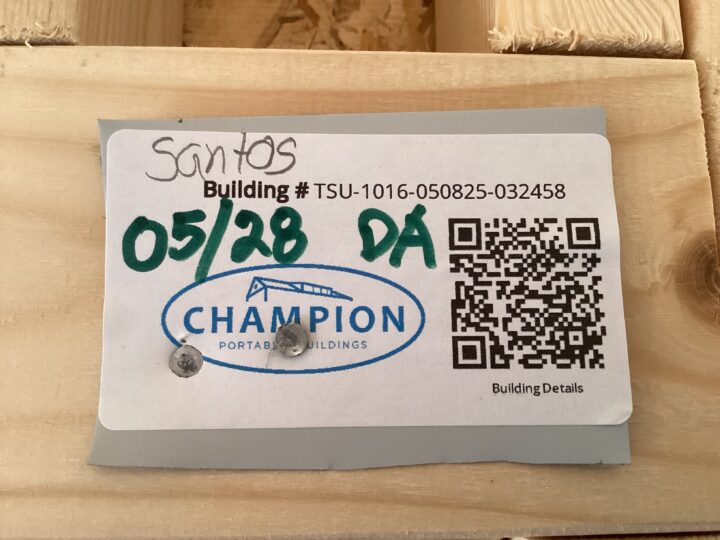 Santos
Building # TSU-1016-050825-032458
05/28 DA
CHAMPION
PORTABLE BUILDINGS
Building Details